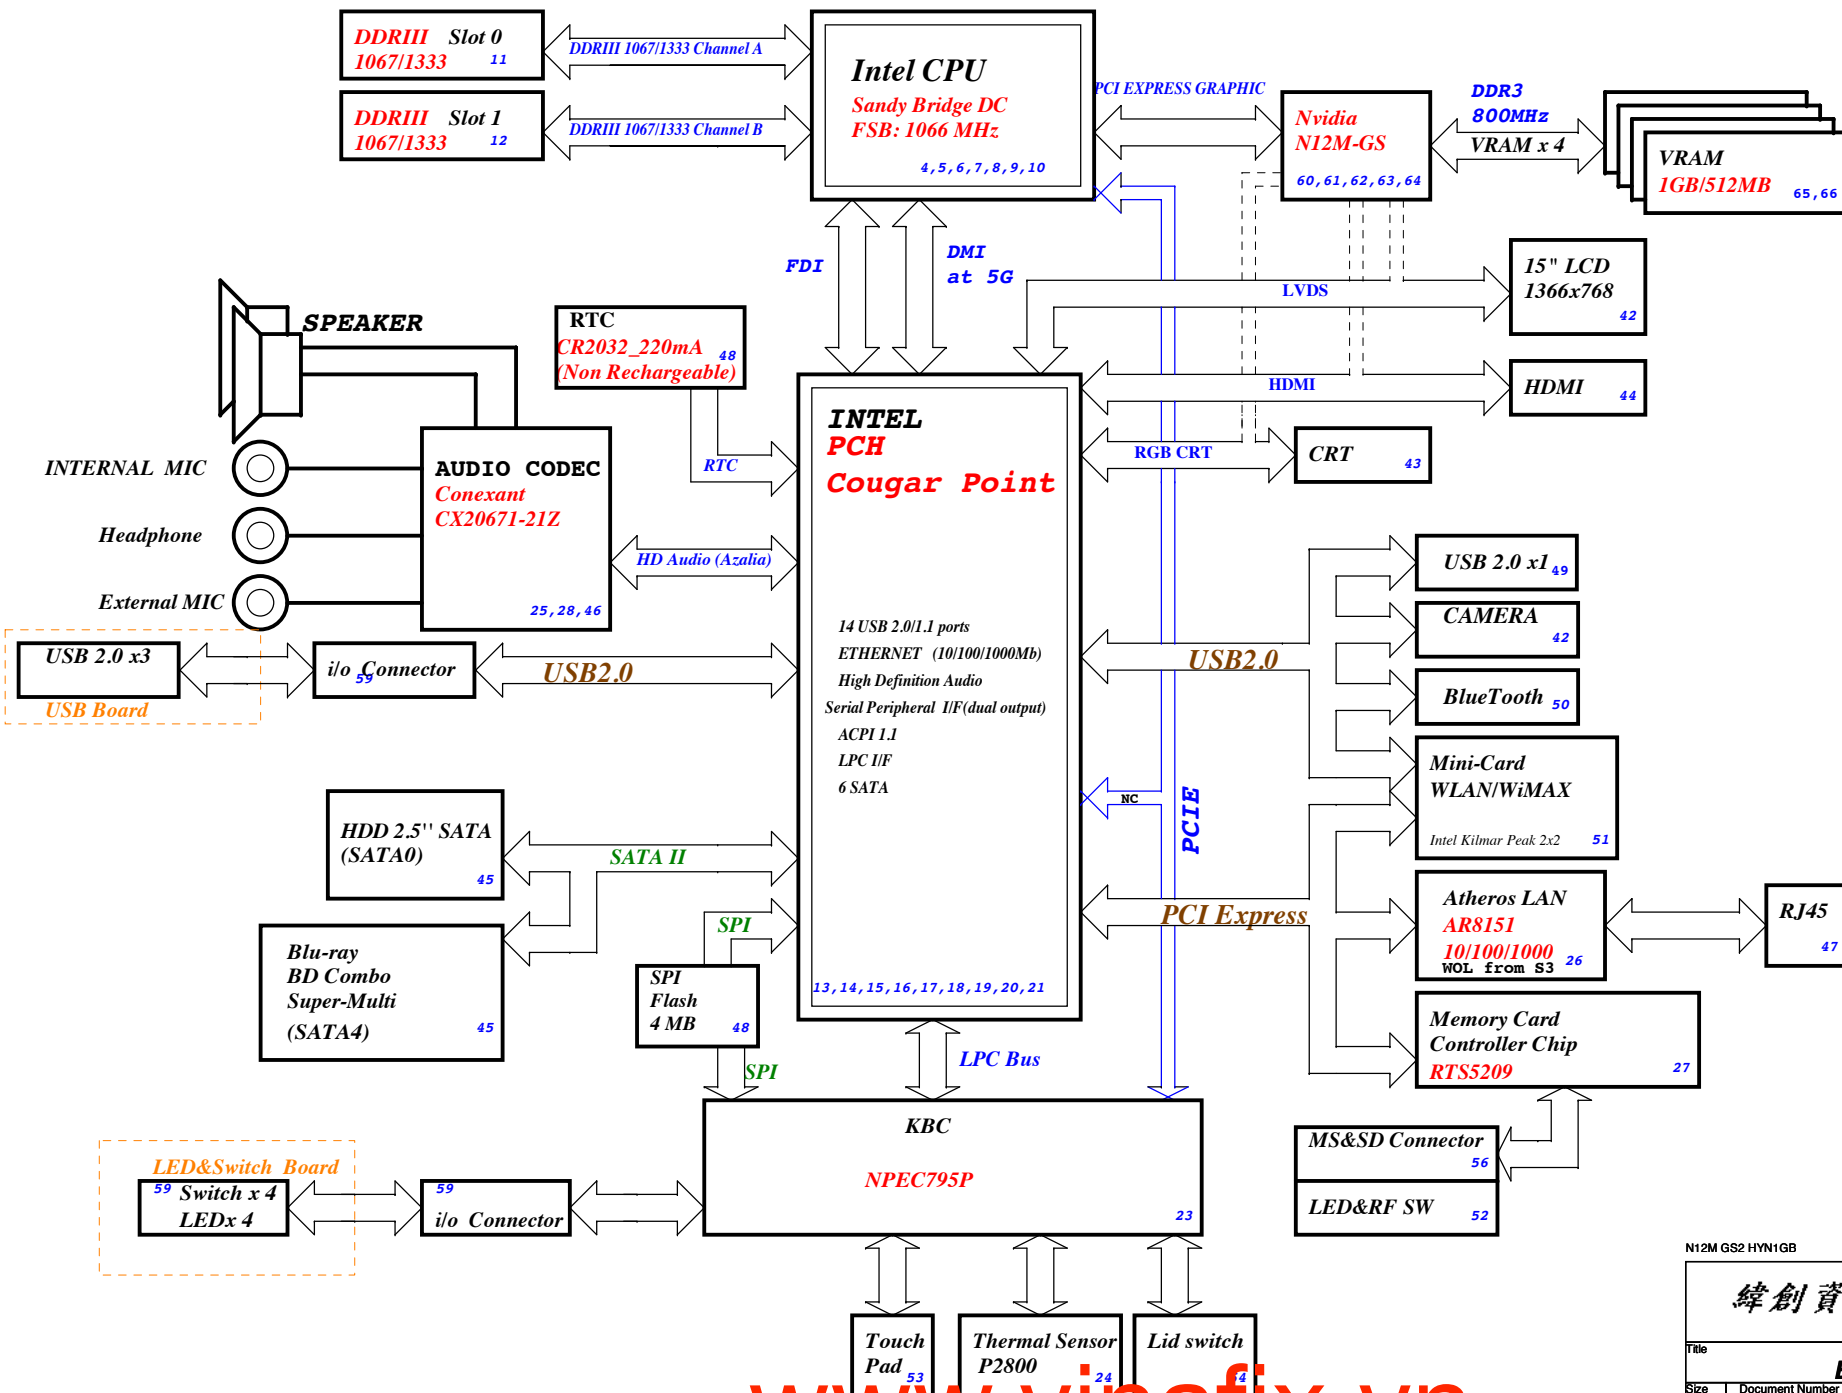 DDRIII Slot 0
1067/1333 11
DDRIII 1067/1333 Channel A
DDRIII Slot 1
1067/1333 12
DDRIII 1067/1333 Channel B
Intel CPU
Sandy Bridge DC
FSB: 1066 MHz
4,5,6,7,8,9,10
PCI EXPRESS GRAPHIC
Nvidia
N12M-GS
60,61,62,63,64
DDR3
800MHz
VRAM x 4
VRAM
1GB/512MB
65,66
FDI
DMI
at 5G
LVDS
15" LCD
1366x768
42
HDMI
HDMI
44
RGB CRT
CRT
43
SPEAKER
RTC
CR2032_220mA 48
(Non Rechargeable)
RTC
INTERNAL MIC
Headphone
External MIC
AUDIO CODEC
Conexant
CX20671-21Z
25,28,46
HD Audio (Azalia)
INTEL
PCH
Cougar Point
14 USB 2.0/1.1 ports
ETHERNET (10/100/1000Mb)
High Definition Audio
Serial Peripheral I/F(dual output)
ACPI 1.1
LPC I/F
6 SATA
13,14,15,16,17,18,19,20,21
USB 2.0 x3
USB Board
i/o Connector
59
USB2.0
USB2.0
USB 2.0 x1 49
CAMERA
42
BlueTooth 50
Mini-Card
WLAN/WiMAX
Intel Kilmar Peak 2x2 51
NC
PCIE
HDD 2.5'' SATA
(SATA0)
45
SATA II
Blu-ray
BD Combo
Super-Multi
(SATA4)
45
SPI
SPI
Flash
4 MB 48
SPI
PCI Express
Atheros LAN
AR8151
10/100/1000
WOL from S3 26
RJ45
47
Memory Card
Controller Chip
RTS5209 27
LPC Bus
KBC
NPEC795P
23
MS&SD Connector
56
LED&RF SW 52
LED&Switch Board
59 Switch x 4
LEDx 4
59
i/o Connector
Touch
Pad 53
Thermal Sensor
P2800 24
Lid switch
54
N12M GS2 HYN1GB
緯創資
Title
Size Document Number